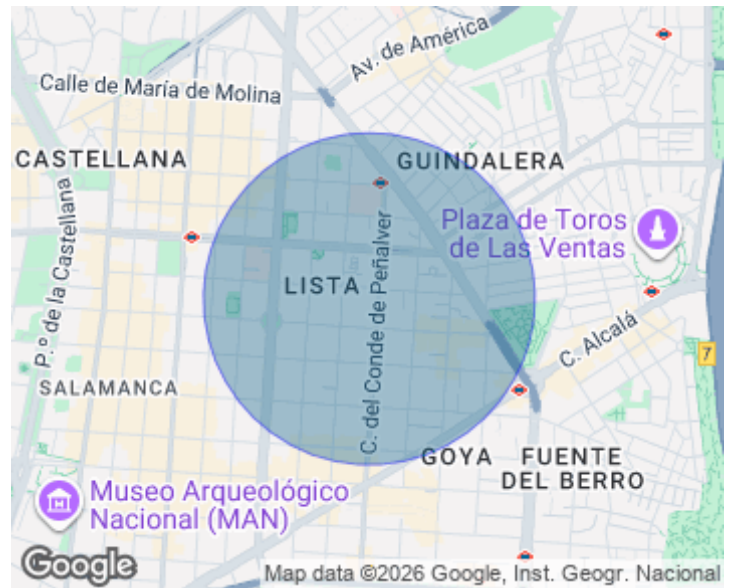 Av. de América
Calle de María de Molina
CASTELLANA
GUINDALERA
Plaza de Toros
de Las Ventas
P.º de la Castellana
LISTA
C. del Conde de Peñalver
C. Alcalá
7
SALAMANCA
GOYA
FUENTE
DEL BERRO
Museo Arqueológico
Nacional (MAN)
Google
Map data ©2026 Google, Inst. Geogr. Nacional